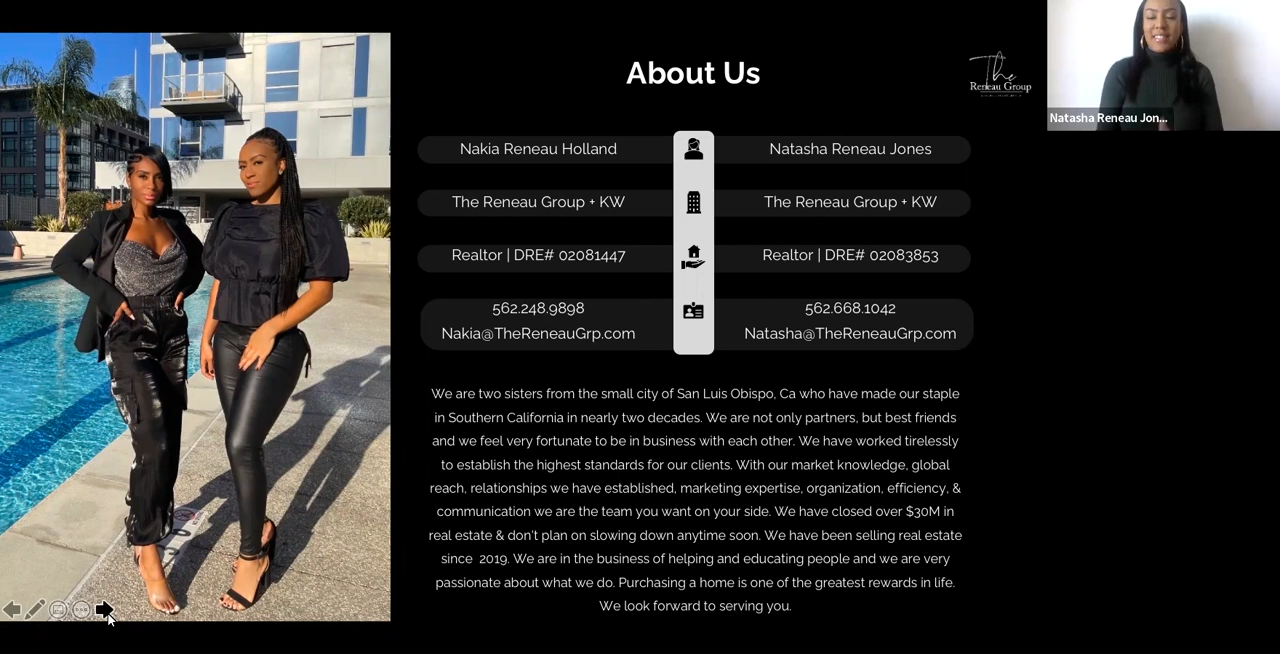 About Us
The
Reneau Group
Natasha Reneau Jon...
Nakia Reneau Holland
Natasha Reneau Jones
The Reneau Group + KW
The Reneau Group + KW
Realtor | DRE# 02081447
Realtor | DRE# 02083853
562.248.9898
Nakia@TheReneauGrp.com
562.668.1042
Natasha@TheReneauGrp.com
We are two sisters from the small city of San Luis Obispo, Ca who have made our staple
in Southern California in nearly two decades. We are not only partners, but best friends
and we feel very fortunate to be in business with each other. We have worked tirelessly
to establish the highest standards for our clients. With our market knowledge, global
reach, relationships we have established, marketing expertise, organization, efficiency, &
communication we are the team you want on your side. We have closed over $30M in
real estate & don't plan on slowing down anytime soon. We have been selling real estate
since 2019. We are in the business of helping and educating people and we are very
passionate about what we do. Purchasing a home is one of the greatest rewards in life.
We look forward to serving you.